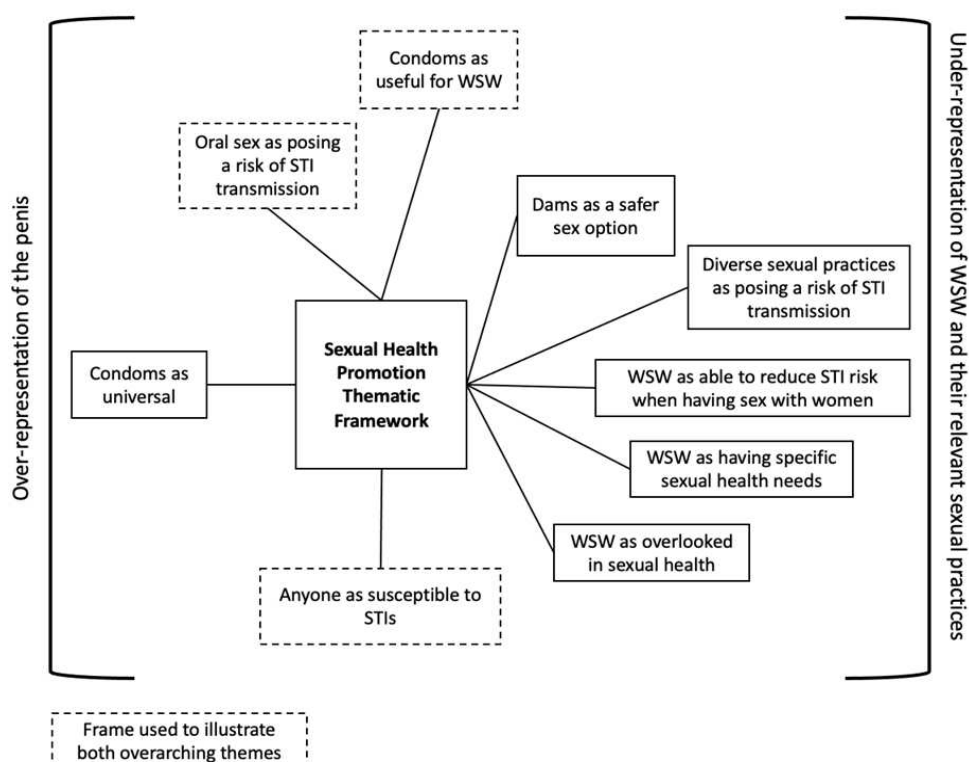 Condoms as
useful for WSW
Oral sex as posing
a risk of STI
transmission
Dams as a safer
sex option
Diverse sexual practices
as posing a risk of STI
transmission
Over-representation of the penis
Condoms as
universal
Sexual Health
Promotion
Thematic
Framework
WSW as able to reduce STI risk
when having sex with women
WSW as having specific
sexual health needs
WSW as overlooked
in sexual health
Anyone as susceptible to
STIs
Under-representation of WSW and their relevant sexual practices
Frame used to illustrate
both overarching themes